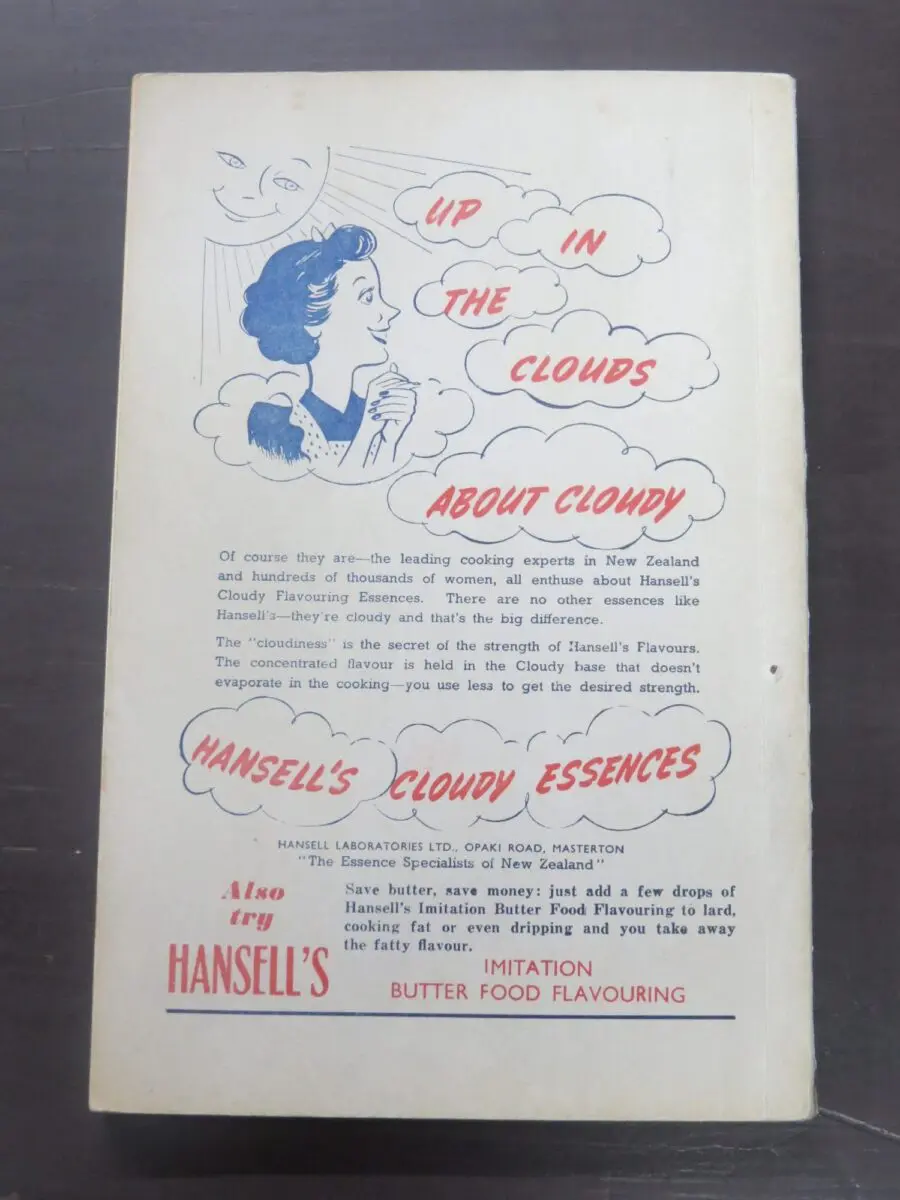 UP
IN
THE
CLOUDS
ABOUT CLOUDY
Of course they are—the leading cooking experts in New Zealand
and hundreds of thousands of women, all enthuse about Hansell's
Cloudy Flavouring Essences. There are no other essences like
Hansell's—they're cloudy and that's the big difference.
The "cloudiness" is the secret of the strength of Hansell's Flavours.
The concentrated flavour is held in the Cloudy base that doesn't
evaporate in the cooking—you use less to get the desired strength.
HANSELL'S CLOUDY ESSENCES
HANSELL LABORATORIES LTD., OPAKI ROAD, MASTERTON
"The Essence Specialists of New Zealand"
Also
try
HANSELL'S
Save butter, save money: just add a few drops of
Hansell's Imitation Butter Food Flavouring to lard,
cooking fat or even dripping and you take away
the fatty flavour.
IMITATION
BUTTER FOOD FLAVOURING